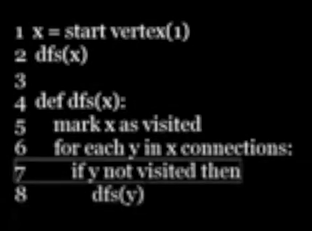 1 x = start vertex(1)
2 dfs(x)
3
4 def dfs(x):
5 mark x as visited
6 for each y in x connections:
7 if y not visited then
8 dfs(y)